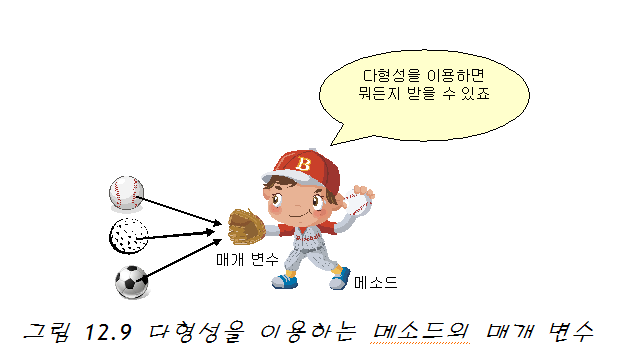 다형성을 이용하면
뭐든지 받을 수 있죠
B
Baseball
매개 변수
메소드
그림 12.9 다형성을 이용하는 메소드의 매개 변수